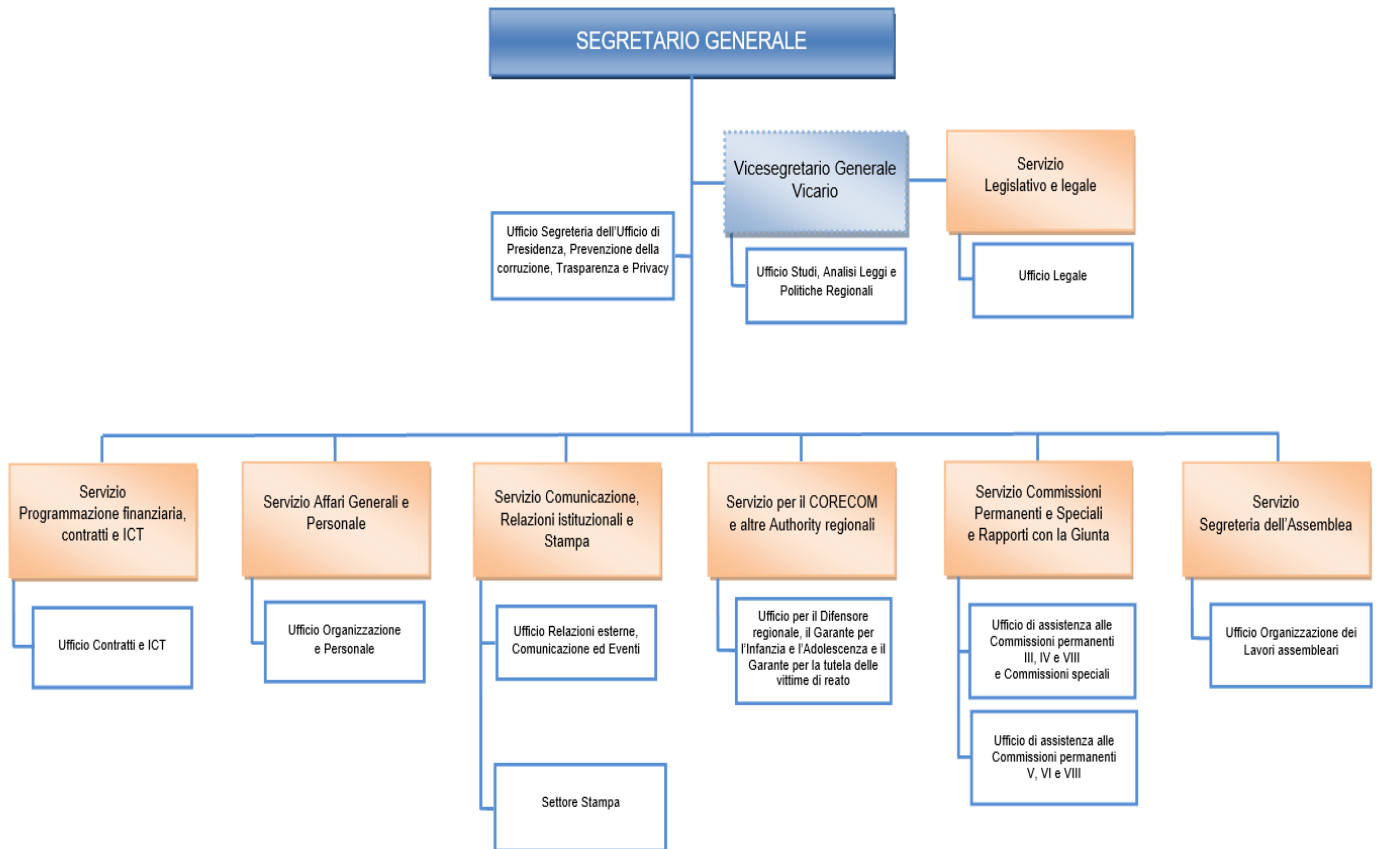 SEGRETARIO GENERALE
Vicesegretario Generale
Vicario
Servizio
Legislativo e legale
Ufficio Segreteria dell’Ufficio di
Presidenza, Prevenzione della
corruzione, Trasparenza e Privacy
Ufficio Studi, Analisi Leggi e
Politiche Regionali
Ufficio Legale
Servizio
Programmazione finanziaria,
contratti e ICT
Servizio Affari Generali e
Personale
Servizio Comunicazione,
Relazioni istituzionali e
Stampa
Servizio per il CORECOM
e altre Authority regionali
Servizio Commissioni
Permanenti e Speciali
e Rapporti con la Giunta
Servizio
Segreteria dell’Assemblea
Ufficio Contratti e ICT
Ufficio Organizzazione
e Personale
Ufficio Relazioni esterne,
Comunicazione ed Eventi
Ufficio per il Difensore
regionale, il Garante per
l’Infanzia e l’Adolescenza e il
Garante per la tutela delle
vittime di reato
Ufficio di assistenza alle
Commissioni permanenti
III, IV e VIII
e Commissioni speciali
Ufficio Organizzazione dei
Lavori assembleari
Settore Stampa
Ufficio di assistenza alle
Commissioni permanenti
V, VI e VIII